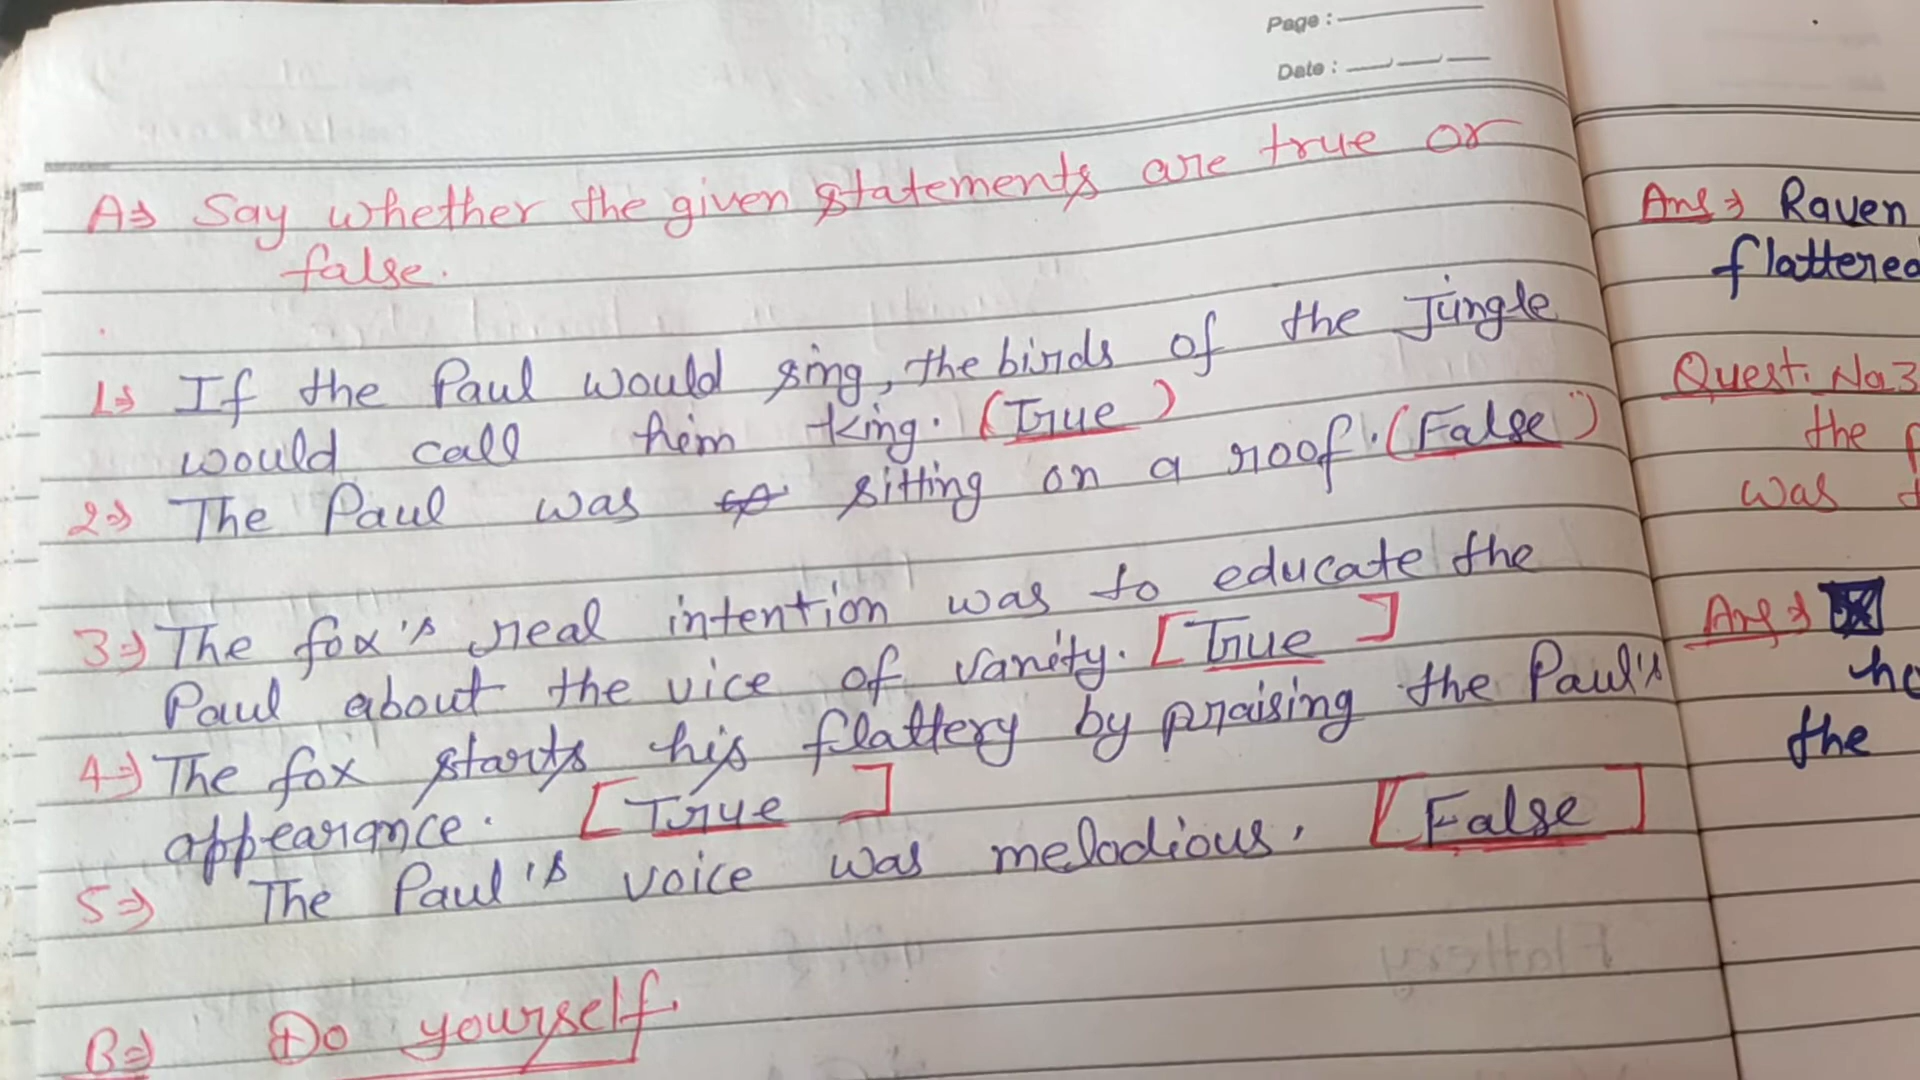 Page :
Date :
A⇒ Say whether the given statements are true or
false.
1⇒ If the Paul would sing, the birds of the Jungle
would call him king. (True)
2⇒ The Paul was sitting on a roof. (False)
3⇒ The fox's real intention was to educate the
Paul about the vice of vanity. [True]
4⇒ The fox starts his flattery by praising the Paul's
appearance. [True]
5⇒ The Paul's voice was melodious. [False]
B⇒ Do yourself.
Ans⇒ Raven
flattered
Quest. No.3
the
was
Ans⇒
the